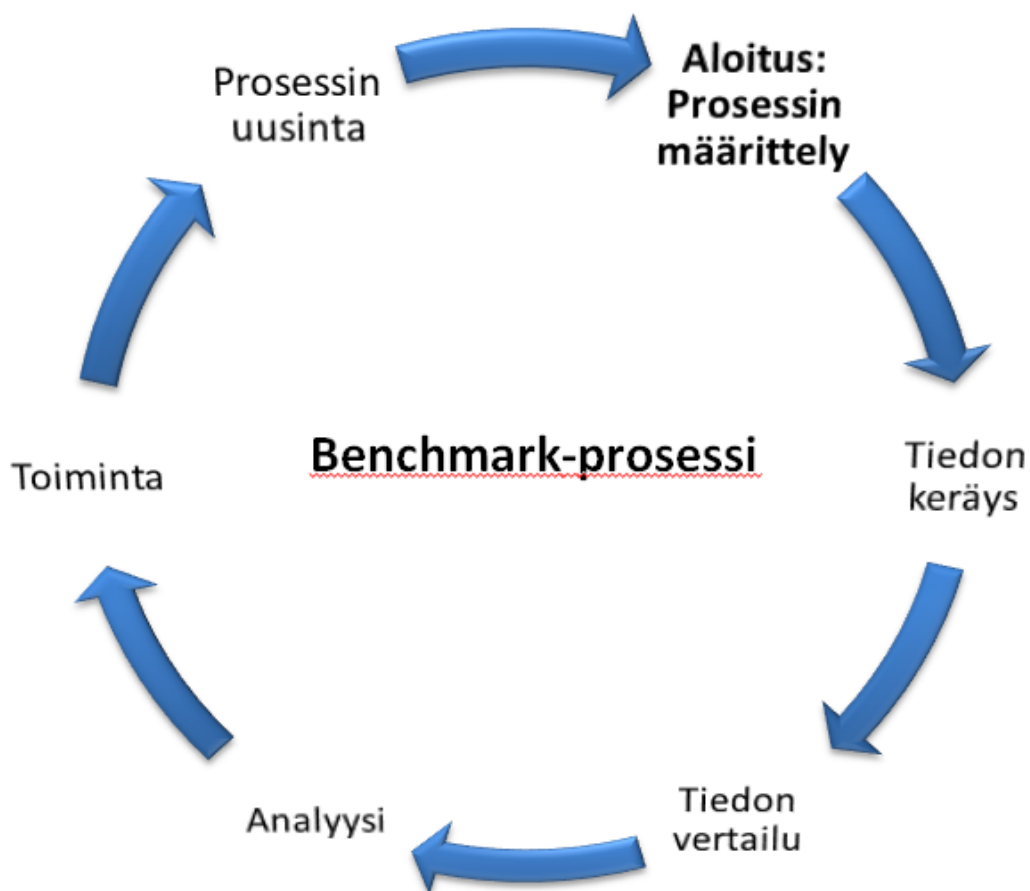 Aloitus:
Prosessin
määrittely
Tiedon
keräys
Tiedon
vertailu
Analyysi
Toiminta
Prosessin
uusinta
Benchmark-prosessi